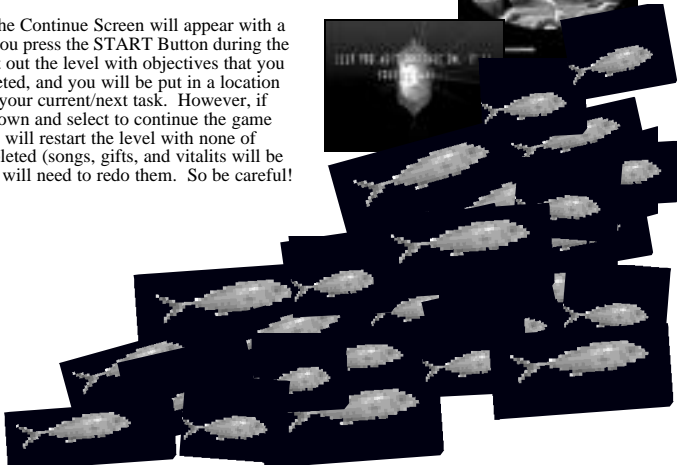 he Continue Screen will appear with a
ou press the START Button during the
t out the level with objectives that you
eted, and you will be put in a location
your current/next task.  However, if
own and select to continue the game
will restart the level with none of
leted (songs, gifts, and vitalits will be
will need to redo them.  So be careful!